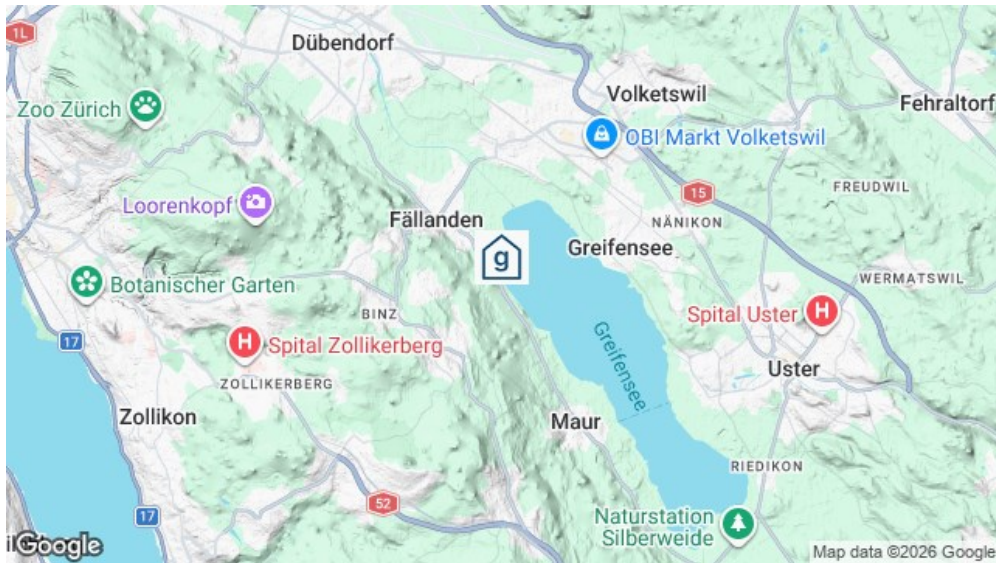 1L
Dübendorf
Zoo Zürich
Volketswil
Fehraltorf
OBI Markt Volketswil
15
FREUDWIL
Loorenkopf
Fällanden
NÄNIKON
Greifensee
g
WERMATSWIL
Botanischer Garten
BINZ
Spital Uster
H
17
H
Spital Zollikerberg
Greifensee
Uster
ZOLLIKERBERG
Zollikon
Maur
RIEDIKON
52
17
Naturstation
Silberweide
Google
Map data ©2026 Google